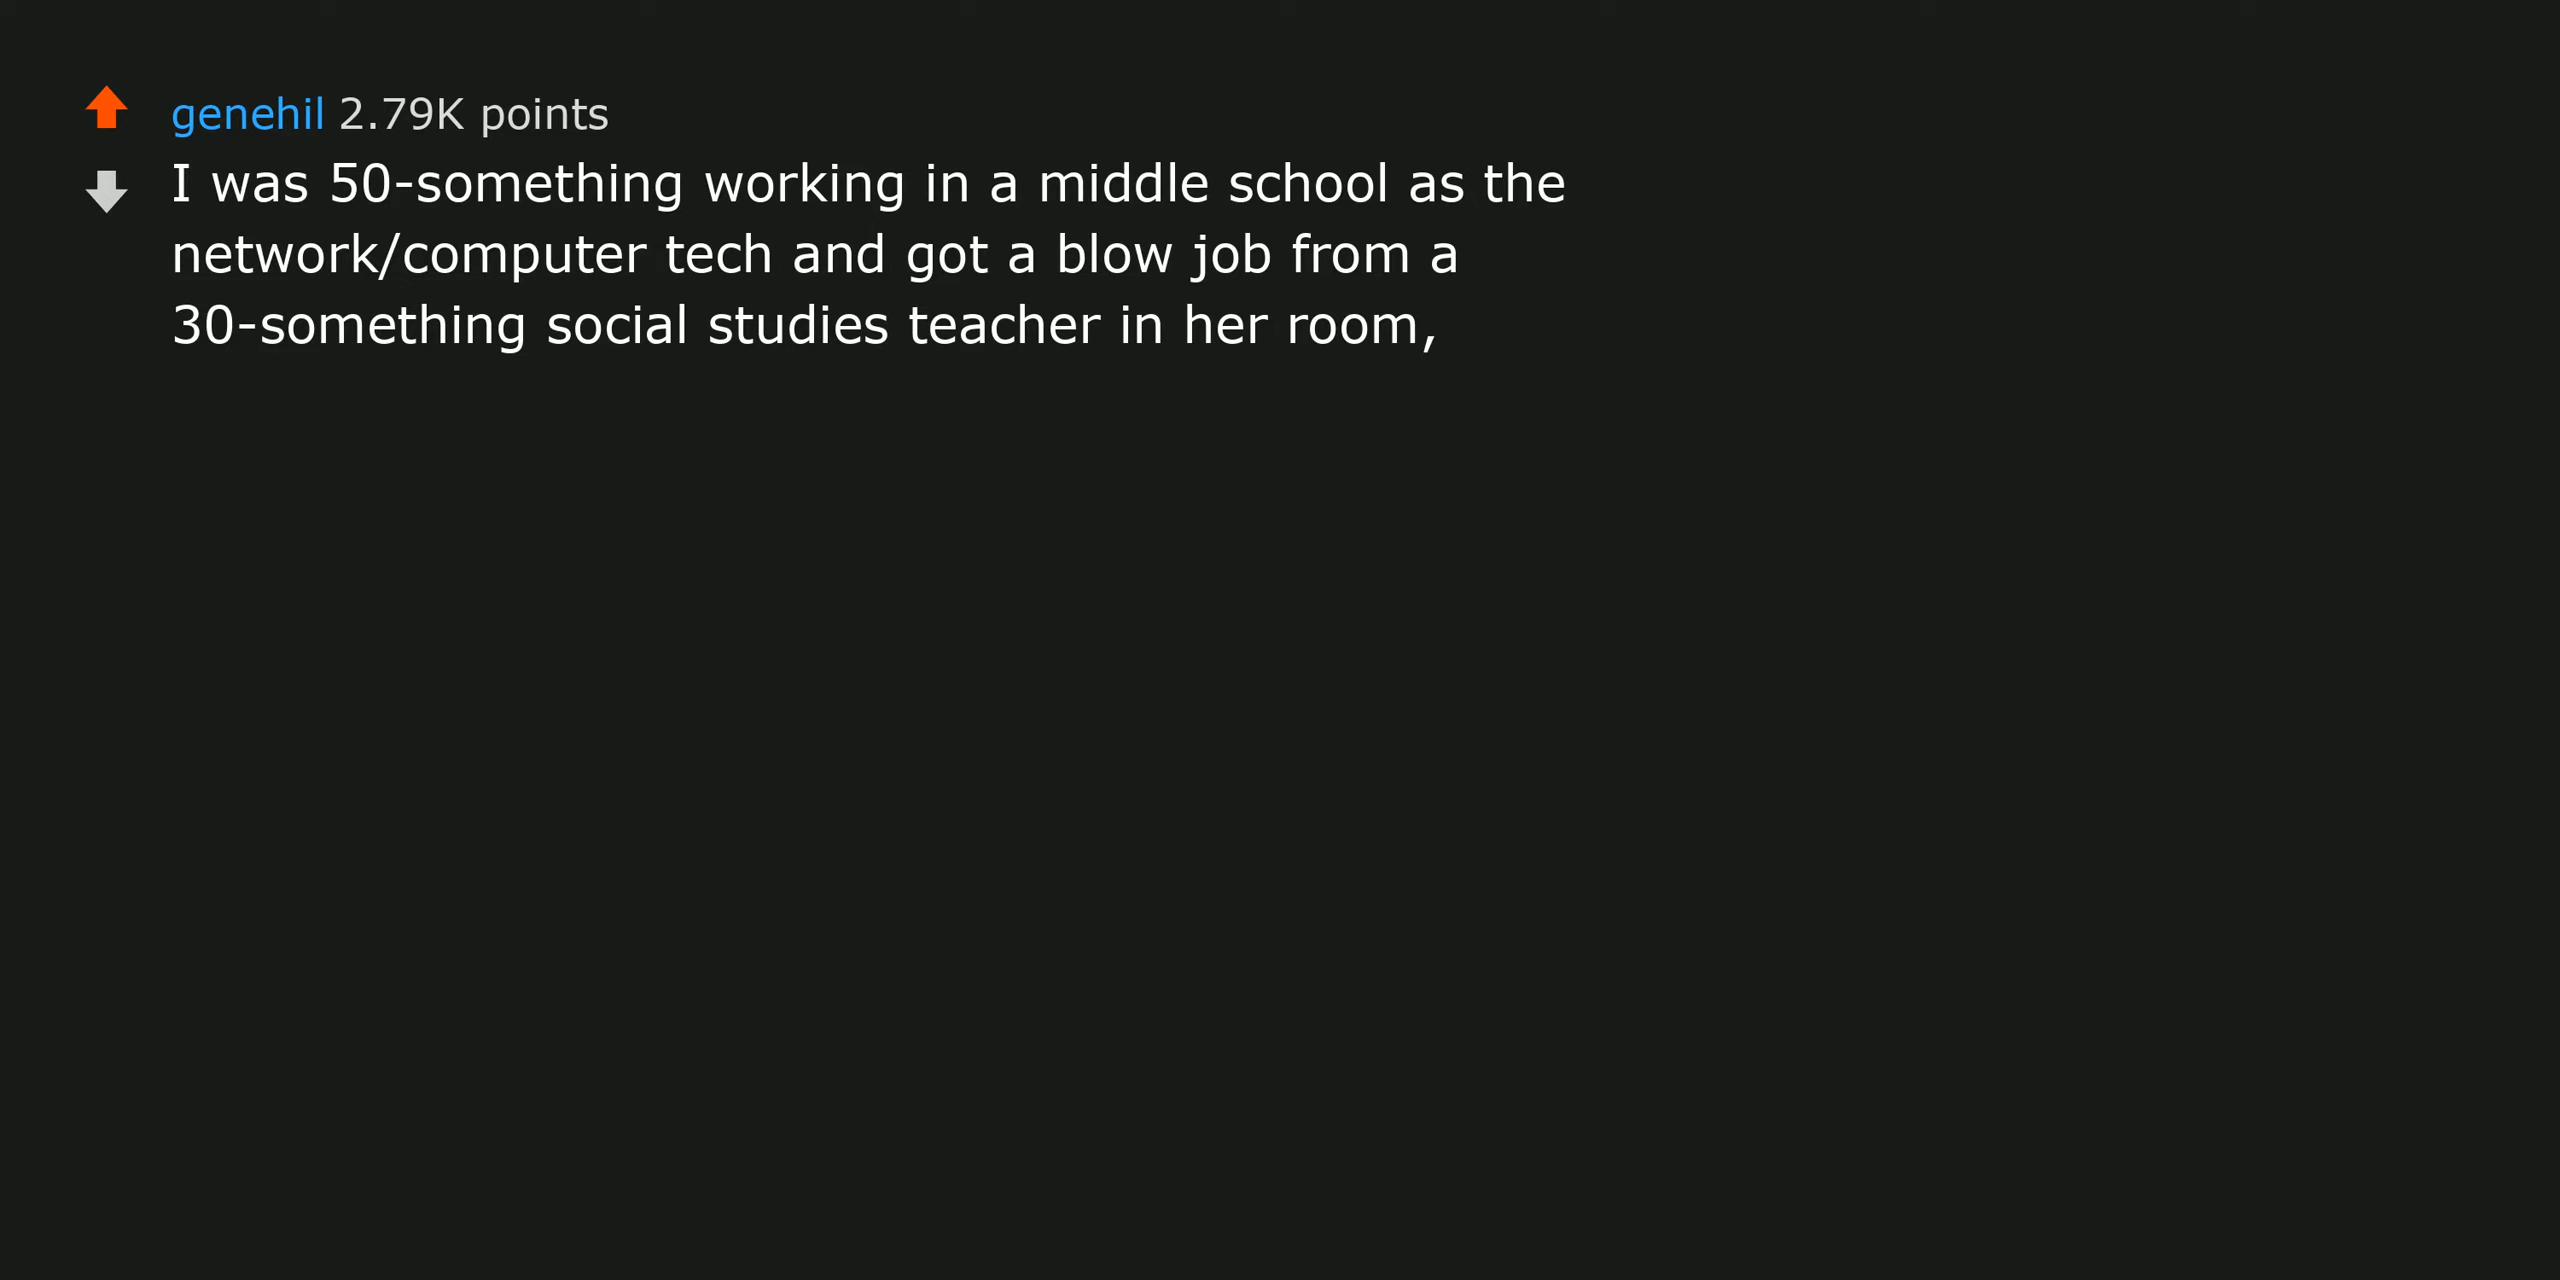 genehil 2.79K points
I was 50-something working in a middle school as the
network/computer tech and got a blow job from a
30-something social studies teacher in her room,